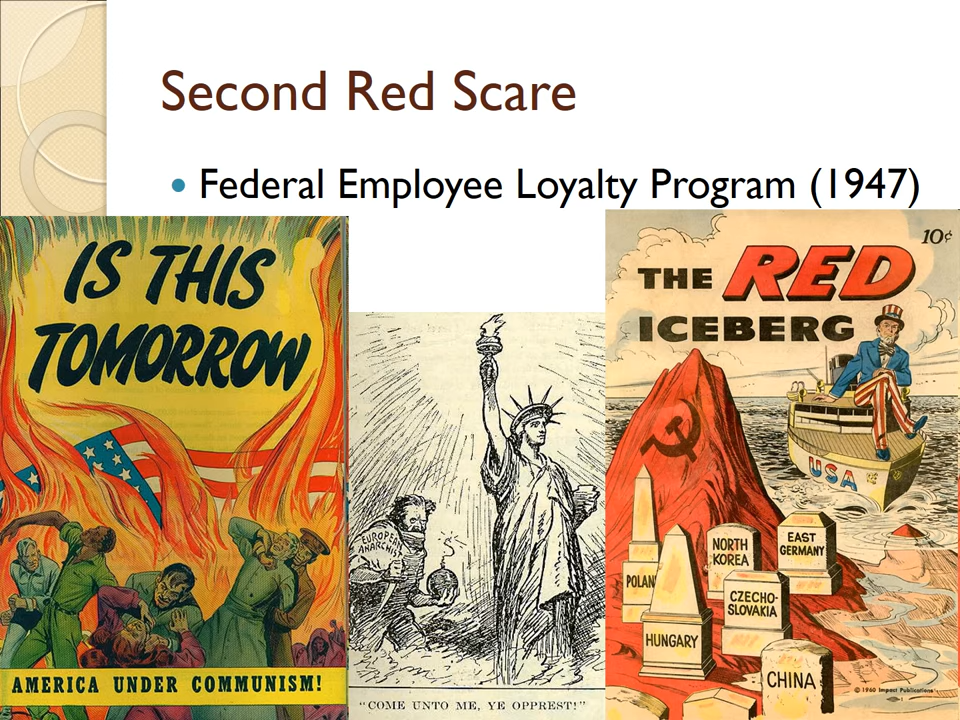 Second Red Scare
Federal Employee Loyalty Program (1947)
IS THIS
TOMORROW
AMERICA UNDER COMMUNISM!
EUROPEAN
ANARCHIST
"COME UNTO ME, YE OPPREST!"
10¢
THE RED
ICEBERG
USA
NORTH
KOREA
EAST
GERMANY
POLAN
CZECHO-
SLOVAKIA
HUNGARY
CHINA
© 1960 Impact Publications